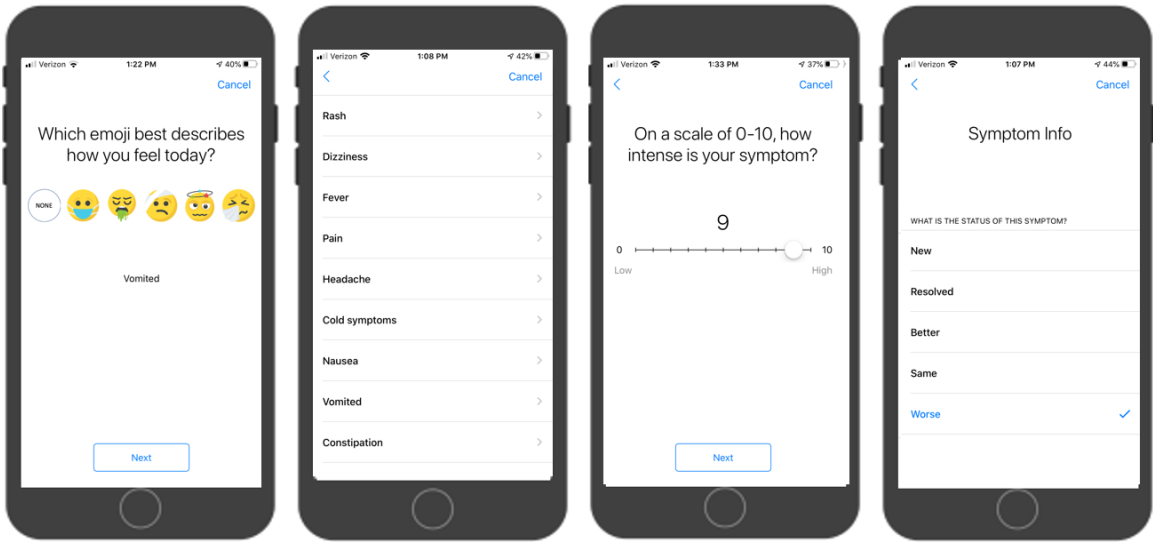 Verizon 1:22 PM 40%
Cancel
Which emoji best describes
how you feel today?
NONE
Vomited
Next
Verizon 1:08 PM 42%
Cancel
Rash
Dizziness
Fever
Pain
Headache
Cold symptoms
Nausea
Vomited
Constipation
Verizon 1:33 PM 37%
Cancel
On a scale of 0-10, how
intense is your symptom?
9
0 10
Low High
Next
Verizon 1:07 PM 44%
Cancel
Symptom Info
WHAT IS THE STATUS OF THIS SYMPTOM?
New
Resolved
Better
Same
Worse